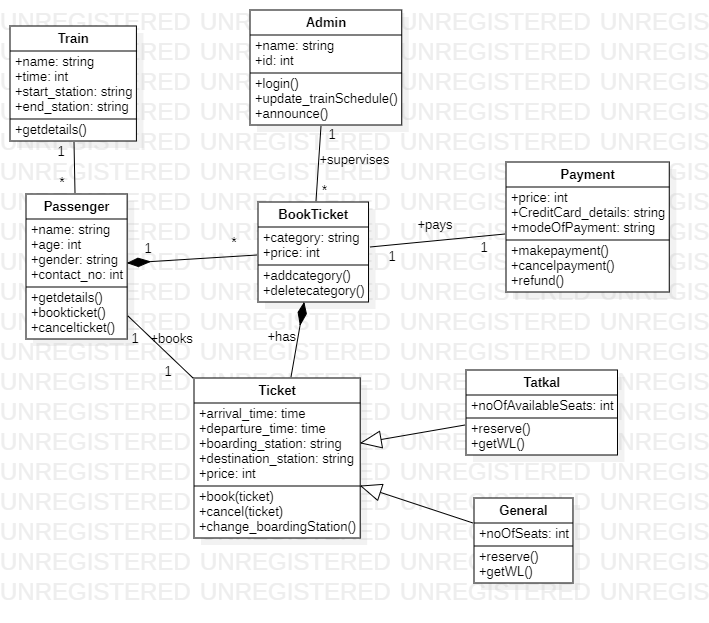 Train
+name: string
+time: int
+start_station: string
+end_station: string
+getdetails()
Admin
+name: string
+id: int
+login()
+update_trainSchedule()
+announce()
1
*
1
+supervises
*
Passenger
+name: string
+age: int
+gender: string
+contact_no: int
+getdetails()
+bookticket()
+cancelticket()
1
*
BookTicket
+category: string
+price: int
+addcategory()
+deletecategory()
+pays
1
1
Payment
+price: int
+CreditCard_details: string
+modeOfPayment: string
+makepayment()
+cancelpayment()
+refund()
1
+books
1
+has
Ticket
+arrival_time: time
+departure_time: time
+boarding_station: string
+destination_station: string
+price: int
+book(ticket)
+cancel(ticket)
+change_boardingStation()
Tatkal
+noOfAvailableSeats: int
+reserve()
+getWL()
General
+noOfSeats: int
+reserve()
+getWL()
UNREGISTERED